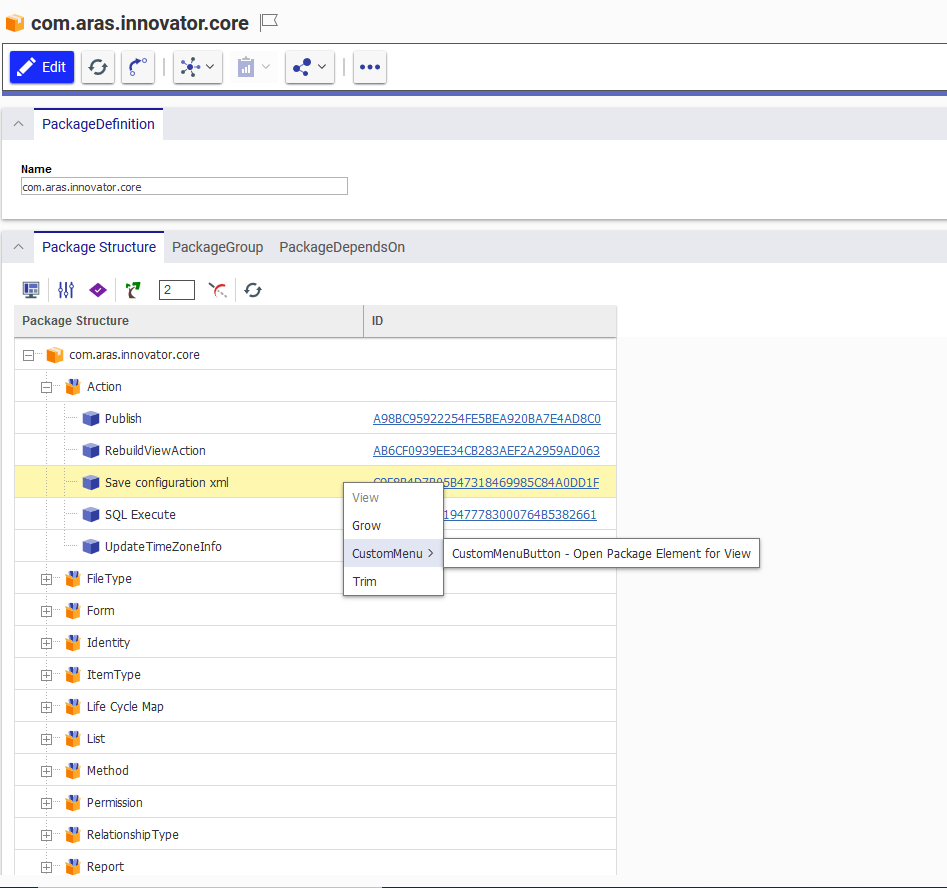 com.aras.innovator.core
Edit
PackageDefinition
Name
com.aras.innovator.core
Package Structure PackageGroup PackageDependsOn
2
Package Structure ID
com.aras.innovator.core
Action
Publish A98BC95922254FE5BEA920BA7E4AD8C0
RebuildViewAction AB6CF0939EE34CB283AEF2A2959AD063
Save configuration xml
View
SQL Execute 19477783000764B5382661
Grow
UpdateTimeZoneInfo
CustomMenu > CustomMenuButton - Open Package Element for View
FileType
Trim
Form
Identity
ItemType
Life Cycle Map
List
Method
Permission
RelationshipType
Report